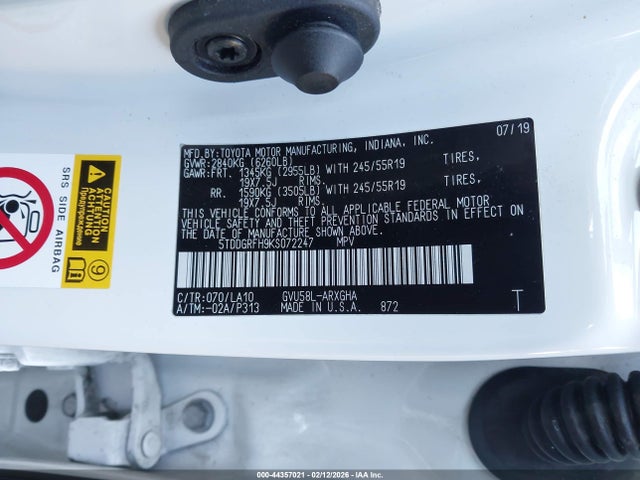 07/19
MFD.BY:TOYOTA MOTOR MANUFACTURING, INDIANA, INC.
GVWR:2840KG (6260LB)
GAWR:FRT. 1345KG (2955LB) WITH 245/55R19 TIRES,
19X7.5J RIMS
RR. 1590KG (3505LB) WITH 245/55R19 TIRES,
19X7.5J RIMS
THIS VEHICLE CONFORMS TO ALL APPLICABLE FEDERAL MOTOR
VEHICLE SAFETY AND THEFT PREVENTION STANDARDS IN EFFECT ON
THE DATE OF MANUFACTURE SHOWN ABOVE.
5TDDGRFH9KS072247 MPV
C/TR:070/LA10 GVU58L-ARXGHA
A/TM:-02A/P313 MADE IN U.S.A. 872 T
SRS SIDE AIRBAG
ACHTUNG
ATTENTION
9
000-44357021 - 02/12/2026 -